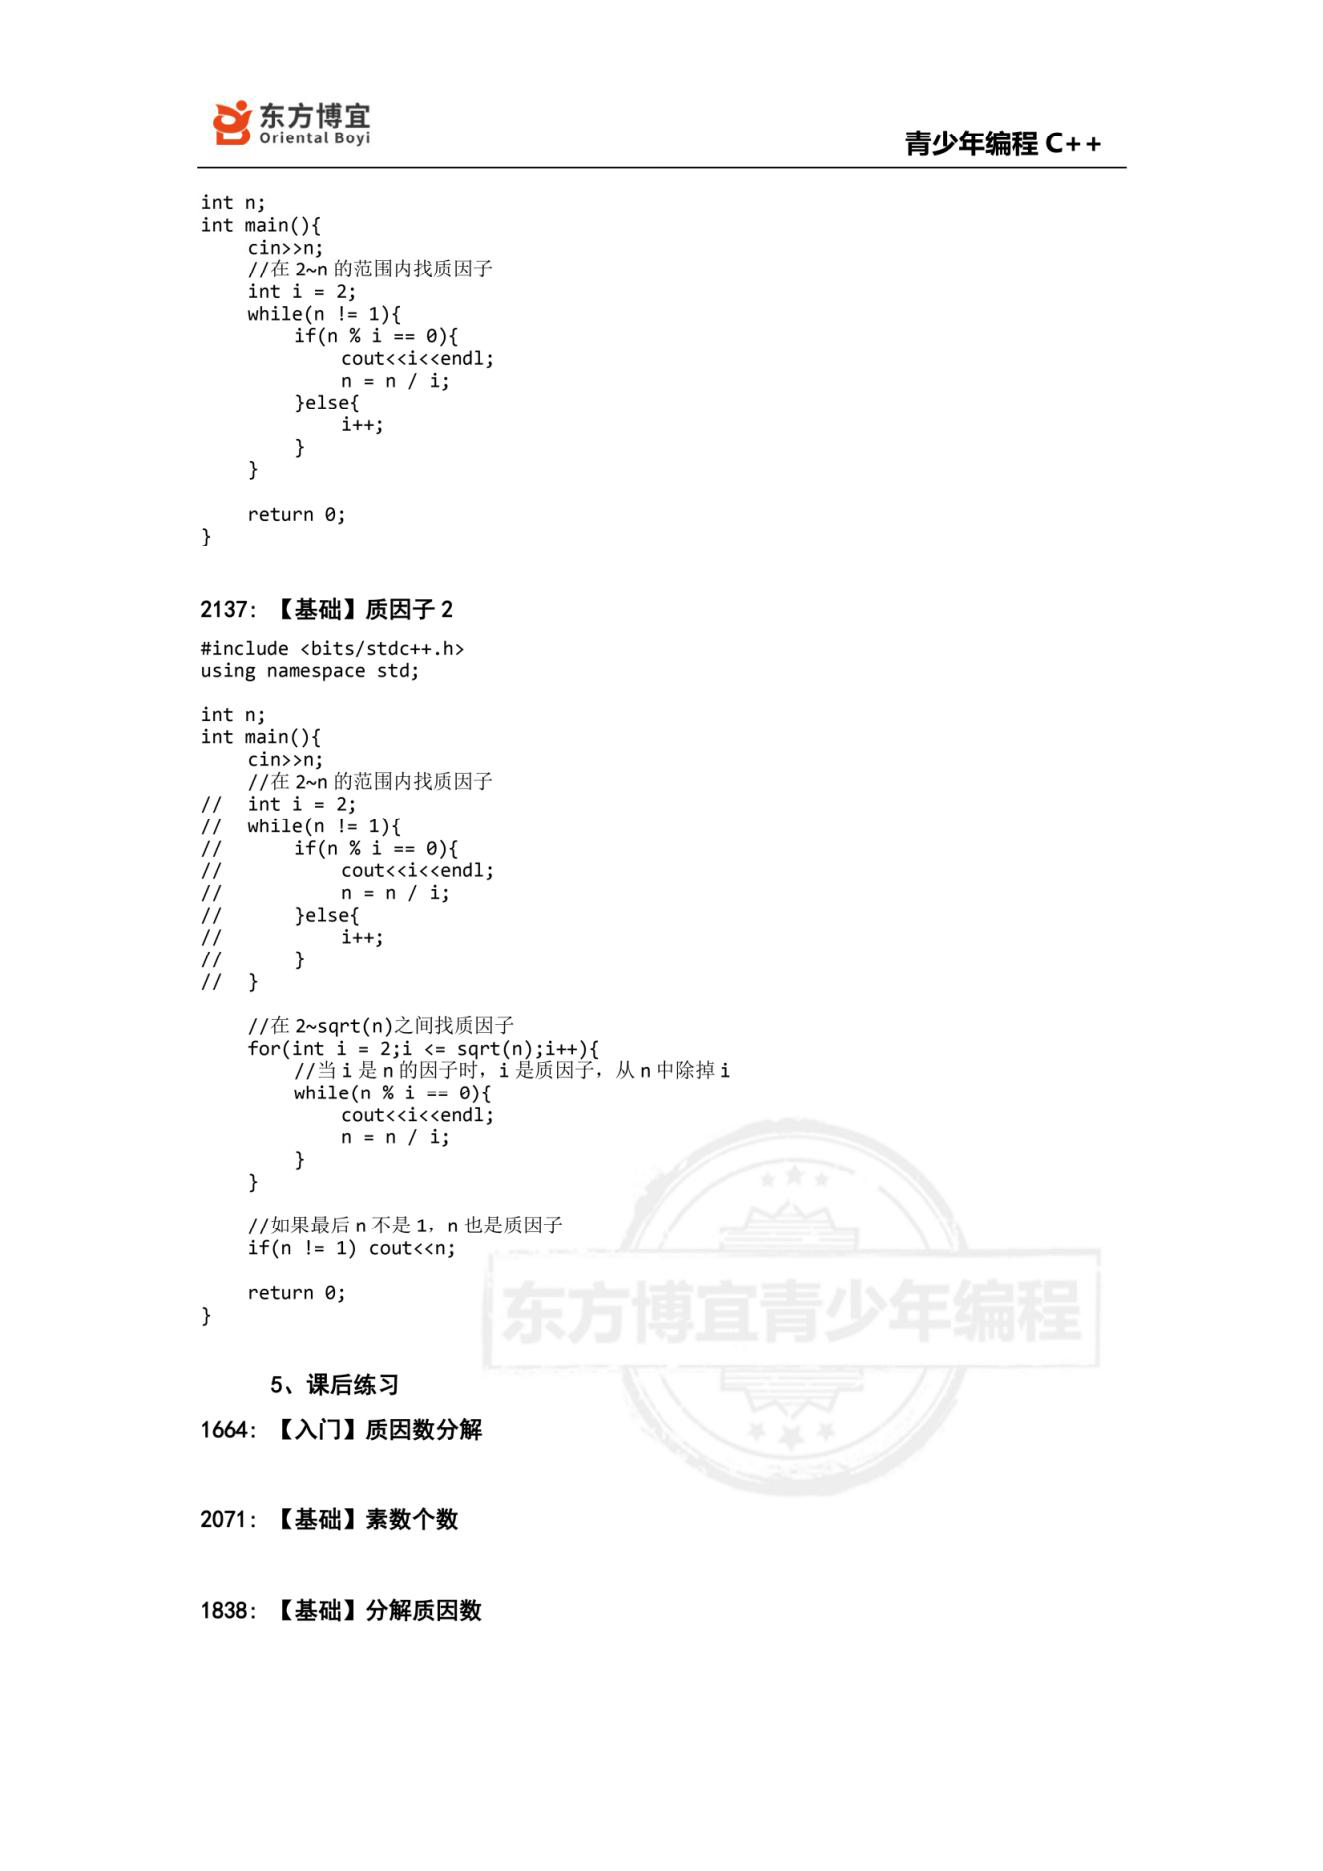 东方博宜
Oriental Boyi
青少年编程 C++
int n;
int main(){
    cin>>n;
    //在 2~n 的范围内找质因子
    int i = 2;
    while(n != 1){
        if(n % i == 0){
            cout<<i<<endl;
            n = n / i;
        }else{
            i++;
        }
    }
    return 0;
}
2137: 【基础】质因子 2
#include <bits/stdc++.h>
using namespace std;
int n;
int main(){
    cin>>n;
    //在 2~n 的范围内找质因子
//  int i = 2;
//  while(n != 1){
//      if(n % i == 0){
//          cout<<i<<endl;
//          n = n / i;
//      }else{
//          i++;
//      }
//  }
    //在 2~sqrt(n)之间找质因子
    for(int i = 2;i <= sqrt(n);i++){
        //当 i 是 n 的因子时，i 是质因子，从 n 中除掉 i
        while(n % i == 0){
            cout<<i<<endl;
            n = n / i;
        }
    }
    //如果最后 n 不是 1，n 也是质因子
    if(n != 1) cout<<n;
    return 0;
}
东方博宜青少年编程
5、课后练习
1664: 【入门】质因数分解
2071: 【基础】素数个数
1838: 【基础】分解质因数